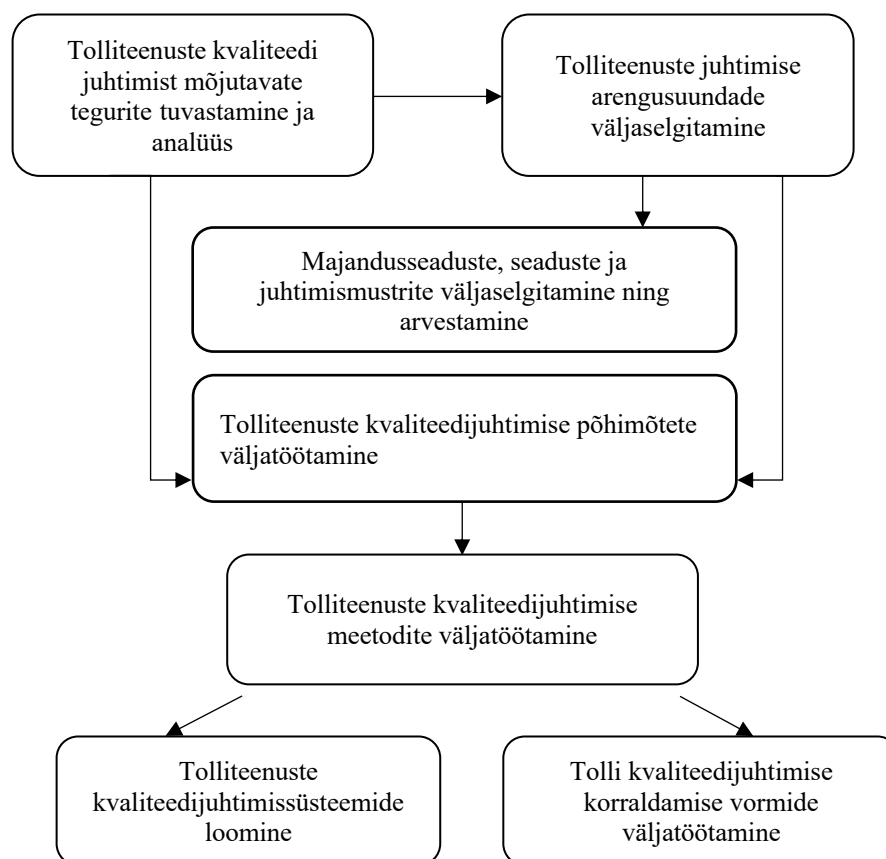 Tolliteenuste kvaliteedi
juhtimist mõjutavate
tegurite tuvastamine ja
analüüs
Tolliteenuste juhtimise
arengusuundade
väljaselgitamine
Majandusseaduste, seaduste ja
juhtimismustrite väljaselgitamine ning
arvestamine
Tolliteenuste kvaliteedijuhtimise põhimõtete
väljatöötamine
Tolliteenuste kvaliteedijuhtimise
meetodite väljatöötamine
Tolliteenuste
kvaliteedijuhtimissüsteemide
loomine
Tolli kvaliteedijuhtimise
korraldamise vormide
väljatöötamine